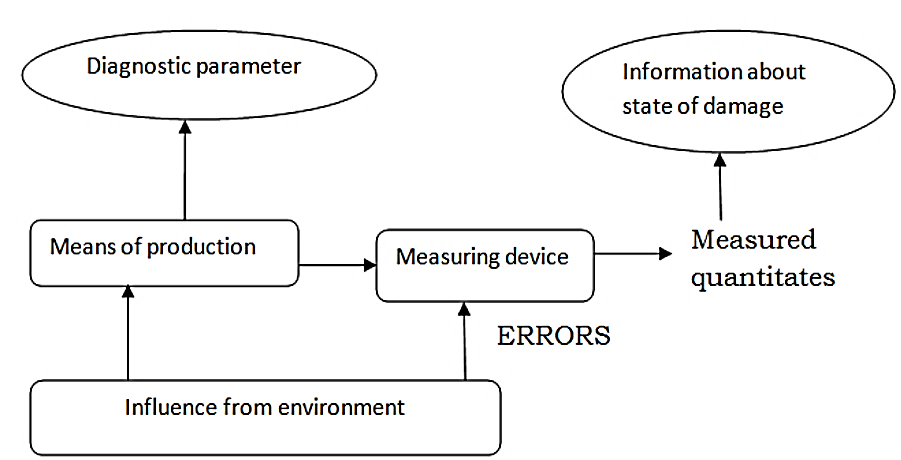 Diagnostic parameter
Information about
state of damage
Means of production
Measuring device
Measured
quantitates
ERRORS
Influence from environment